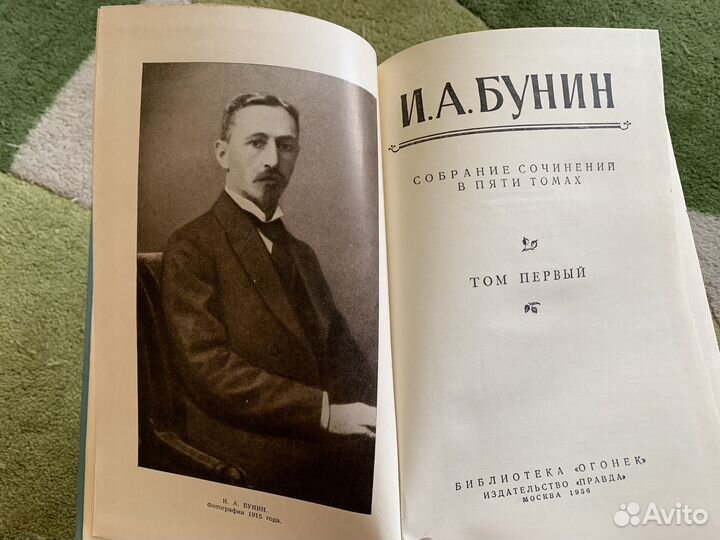 И. А. БУНИН.
Фотография 1915 года.
И. А. БУНИН
СОБРАНИЕ СОЧИНЕНИЙ
В ПЯТИ ТОМАХ
ТОМ ПЕРВЫЙ
БИБЛИОТЕКА «ОГОНЕК»
ИЗДАТЕЛЬСТВО «ПРАВДА»
МОСКВА 1956
Avito